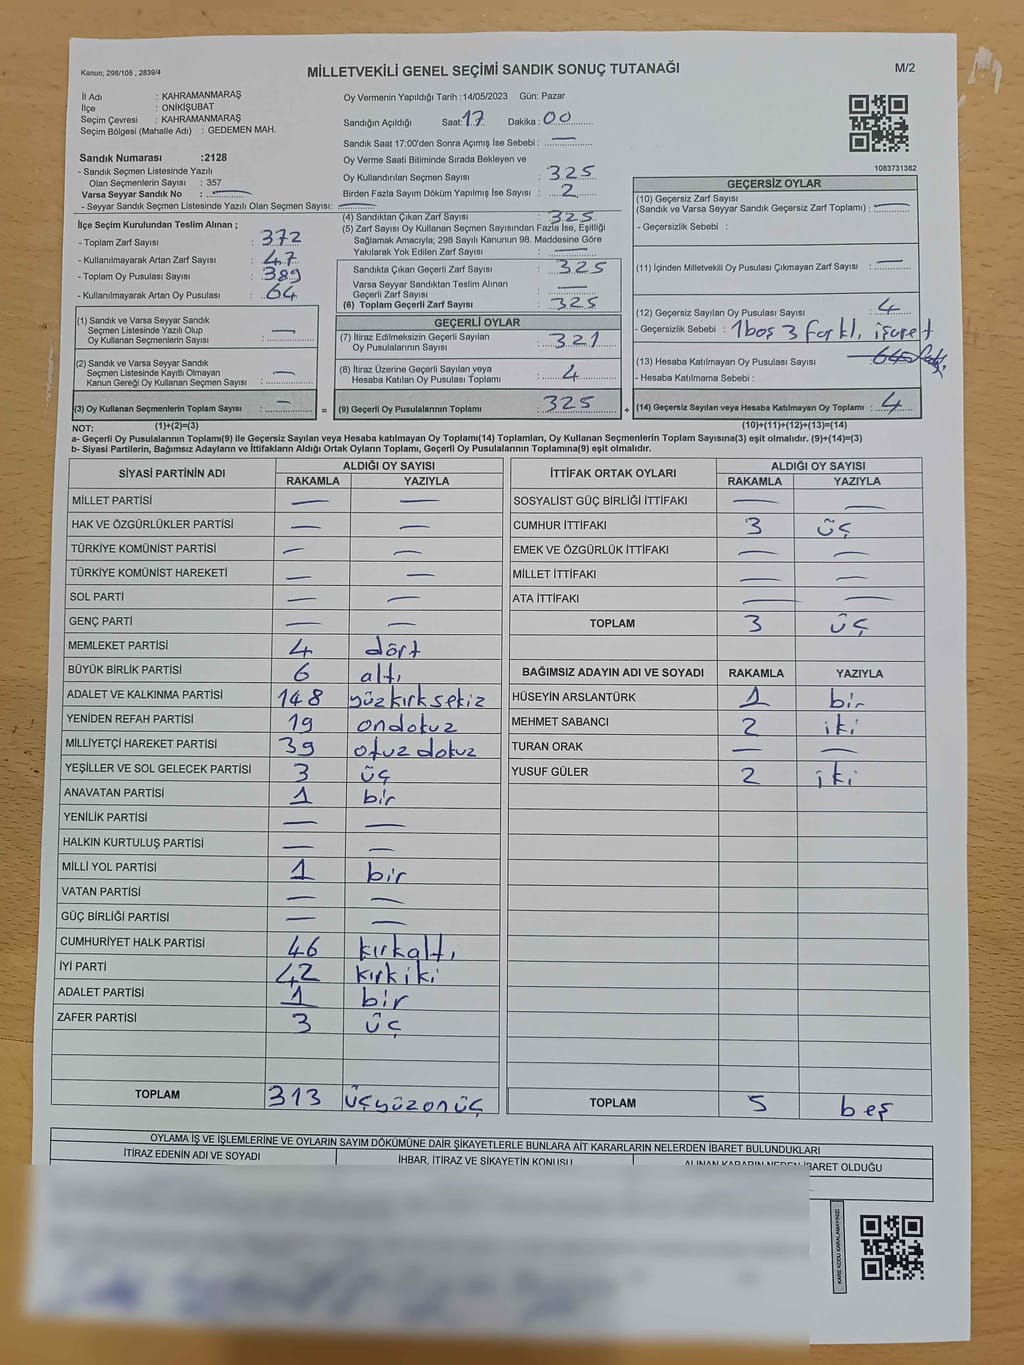 Kanun; 298/105 , 2839/4
MİLLETVEKİLİ GENEL SEÇİMİ SANDIK SONUÇ TUTANAĞI
M/2
İl Adı : KAHRAMANMARAŞ
İlçe : ONİKİŞUBAT
Seçim Çevresi : KAHRAMANMARAŞ
Seçim Bölgesi (Mahalle Adı) : GEDEMEN MAH.
Sandık Numarası :2128
- Sandık Seçmen Listesinde Yazılı
Olan Seçmenlerin Sayısı : 357
Varsa Seyyar Sandık No : —
- Seyyar Sandık Seçmen Listesinde Yazılı Olan Seçmen Sayısı: —
Oy Vermenin Yapıldığı Tarih :14/05/2023 Gün: Pazar
Sandığın Açıldığı Saat: 17 Dakika : 00
Sandık Saat 17:00'den Sonra Açımış İse Sebebi : —
Oy Verme Saati Bitiminde Sırada Bekleyen ve
Oy Kullandırılan Seçmen Sayısı : 325
Birden Fazla Sayım Döküm Yapılmış İse Sayısı : 2
1083731382
İlçe Seçim Kurulundan Teslim Alınan ;
- Toplam Zarf Sayısı : 372
- Kullanılmayarak Artan Zarf Sayısı : 47
- Toplam Oy Pusulası Sayısı : 389
- Kullanılmayarak Artan Oy Pusulası : 64
(1) Sandık ve Varsa Seyyar Sandık
Seçmen Listesinde Yazılı Olup
Oy Kullanan Seçmenlerin Sayısı : —
(2) Sandık ve Varsa Seyyar Sandık
Seçmen Listesinde Kayıtlı Olmayan
Kanun Gereği Oy Kullanan Seçmen Sayısı : —
(3) Oy Kullanan Seçmenlerin Toplam Sayısı : —
(4) Sandıktan Çıkan Zarf Sayısı : 325
(5) Zarf Sayısı Oy Kullanan Seçmen Sayısından Fazla İse, Eşitliği
Sağlamak Amacıyla; 298 Sayılı Kanunun 98. Maddesine Göre
Yakılarak Yok Edilen Zarf Sayısı : —
Sandıkta Çıkan Geçerli Zarf Sayısı : 325
Varsa Seyyar Sandıktan Teslim Alınan
Geçerli Zarf Sayısı : —
(6) Toplam Geçerli Zarf Sayısı : 325
GEÇERLİ OYLAR
(7) İtiraz Edilmeksizin Geçerli Sayılan
Oy Pusulalarının Sayısı : 321
(8) İtiraz Üzerine Geçerli Sayılan veya
Hesaba Katılan Oy Pusulası Toplamı : 4
= (9) Geçerli Oy Pusulalarının Toplamı : 325 +
GEÇERSİZ OYLAR
(10) Geçersiz Zarf Sayısı
(Sandık ve Varsa Seyyar Sandık Geçersiz Zarf Toplamı) : —
- Geçersizlik Sebebi :
(11) İçinden Milletvekili Oy Pusulası Çıkmayan Zarf Sayısı : —
(12) Geçersiz Sayılan Oy Pusulası Sayısı : 4
- Geçersizlik Sebebi : 1boş 3 farkl, işaret
(13) Hesaba Katılmayan Oy Pusulası Sayısı
- Hesaba Katılmama Sebebi :
(14) Geçersiz Sayılan veya Hesaba Katılmayan Oy Toplamı : 4
NOT: (1)+(2)=(3)
(10)+(11)+(12)+(13)=(14)
a- Geçerli Oy Pusulalarının Toplamı(9) ile Geçersiz Sayılan veya Hesaba katılmayan Oy Toplamı(14) Toplamları, Oy Kullanan Seçmenlerin Toplam Sayısına(3) eşit olmalıdır. (9)+(14)=(3)
b- Siyasi Partilerin, Bağımsız Adayların ve İttifakların Aldığı Ortak Oyların Toplamı, Geçerli Oy Pusulalarının Toplamına(9) eşit olmalıdır.
SİYASİ PARTİNİN ADI ALDIĞI OY SAYISI
RAKAMLA YAZIYLA
MİLLET PARTİSİ — —
HAK VE ÖZGÜRLÜKLER PARTİSİ — —
TÜRKİYE KOMÜNİST PARTİSİ — —
TÜRKİYE KOMÜNİST HAREKETİ — —
SOL PARTİ — —
GENÇ PARTİ — —
MEMLEKET PARTİSİ 4 dört
BÜYÜK BİRLİK PARTİSİ 6 altı
ADALET VE KALKINMA PARTİSİ 148 yüzkırksekiz
YENİDEN REFAH PARTİSİ 19 ondokuz
MİLLİYETÇİ HAREKET PARTİSİ 39 otuz dokuz
YEŞİLLER VE SOL GELECEK PARTİSİ 3 üç
ANAVATAN PARTİSİ 1 bir
YENİLİK PARTİSİ — —
HALKIN KURTULUŞ PARTİSİ — —
MİLLİ YOL PARTİSİ 1 bir
VATAN PARTİSİ — —
GÜÇ BİRLİĞİ PARTİSİ — —
CUMHURİYET HALK PARTİSİ 46 kırkaltı
İYİ PARTİ 42 kırkiki
ADALET PARTİSİ 1 bir
ZAFER PARTİSİ 3 üç
TOPLAM 313 üçyüzonüç
İTTİFAK ORTAK OYLARI ALDIĞI OY SAYISI
RAKAMLA YAZIYLA
SOSYALİST GÜÇ BİRLİĞİ İTTİFAKI — —
CUMHUR İTTİFAKI 3 üç
EMEK VE ÖZGÜRLÜK İTTİFAKI — —
MİLLET İTTİFAKI — —
ATA İTTİFAKI — —
TOPLAM 3 üç
BAĞIMSIZ ADAYIN ADI VE SOYADI RAKAMLA YAZIYLA
HÜSEYİN ARSLANTÜRK 1 bir
MEHMET SABANCI 2 iki
TURAN ORAK — —
YUSUF GÜLER 2 iki
TOPLAM 5 beş
OYLAMA İŞ VE İŞLEMLERİNE VE OYLARIN SAYIM DÖKÜMÜNE DAİR ŞİKAYETLERLE BUNLARA AİT KARARLARIN NELERDEN İBARET BULUNDUKLARI
İTİRAZ EDENİN ADI VE SOYADI İHBAR, İTİRAZ VE ŞİKAYETİN KONUSU ALINAN KARARIN NEDEN İBARET OLDUĞU
KARE KODU KARALAMAYINIZ!